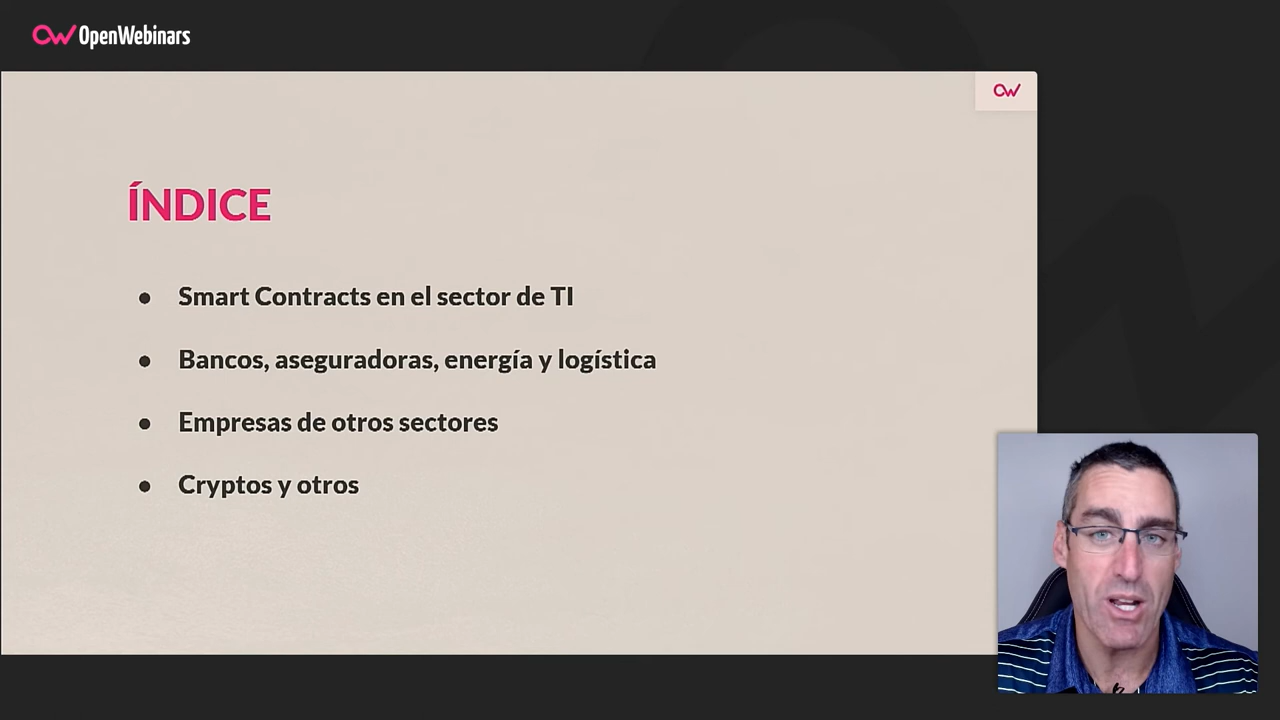 OpenWebinars
ÍNDICE
● Smart Contracts en el sector de TI
● Bancos, aseguradoras, energía y logística
● Empresas de otros sectores
● Cryptos y otros